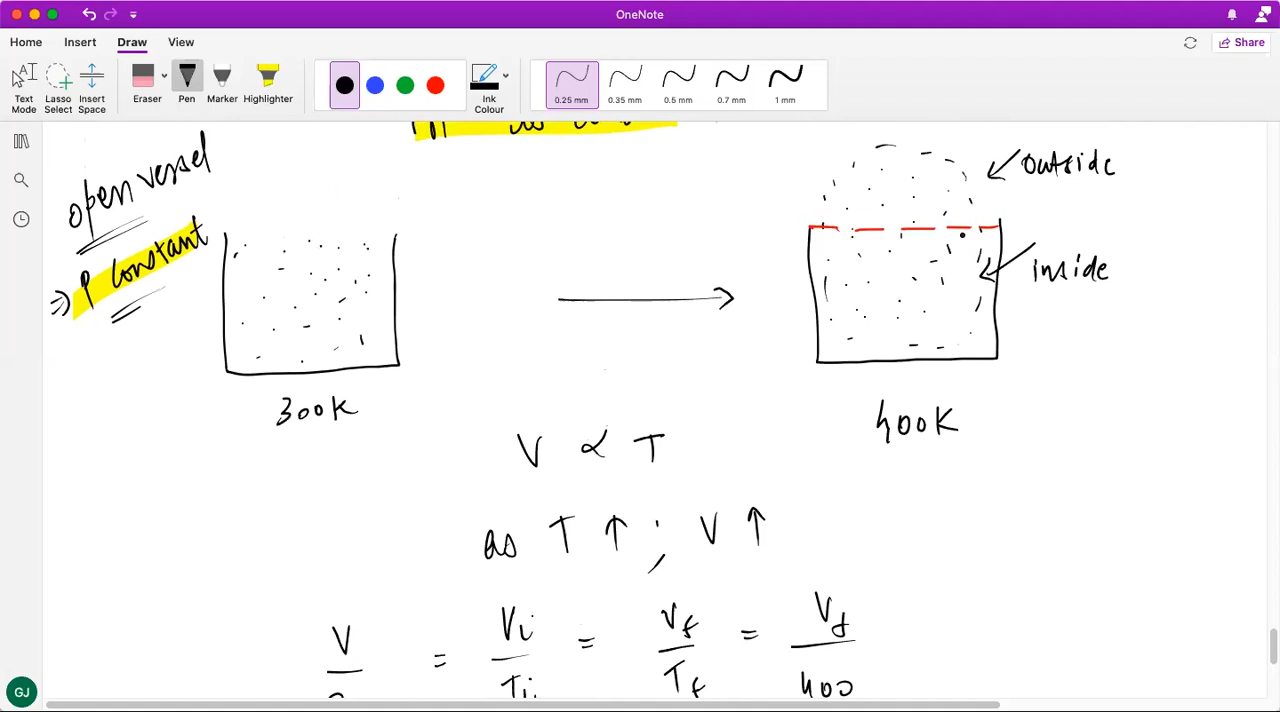 OneNote
Home Insert Draw View
Share
Text Mode
Lasso Select
Insert Space
Eraser
Pen
Marker
Highlighter
Ink Colour
0.25 mm 0.35 mm 0.5 mm 0.7 mm 1 mm
open vessel
⇒ P constant
outside
inside
300K
400K
V ∝ T
as T ↑ ; V ↑
V = Vi = Vf = Vf
Ti Tf 400
GJ